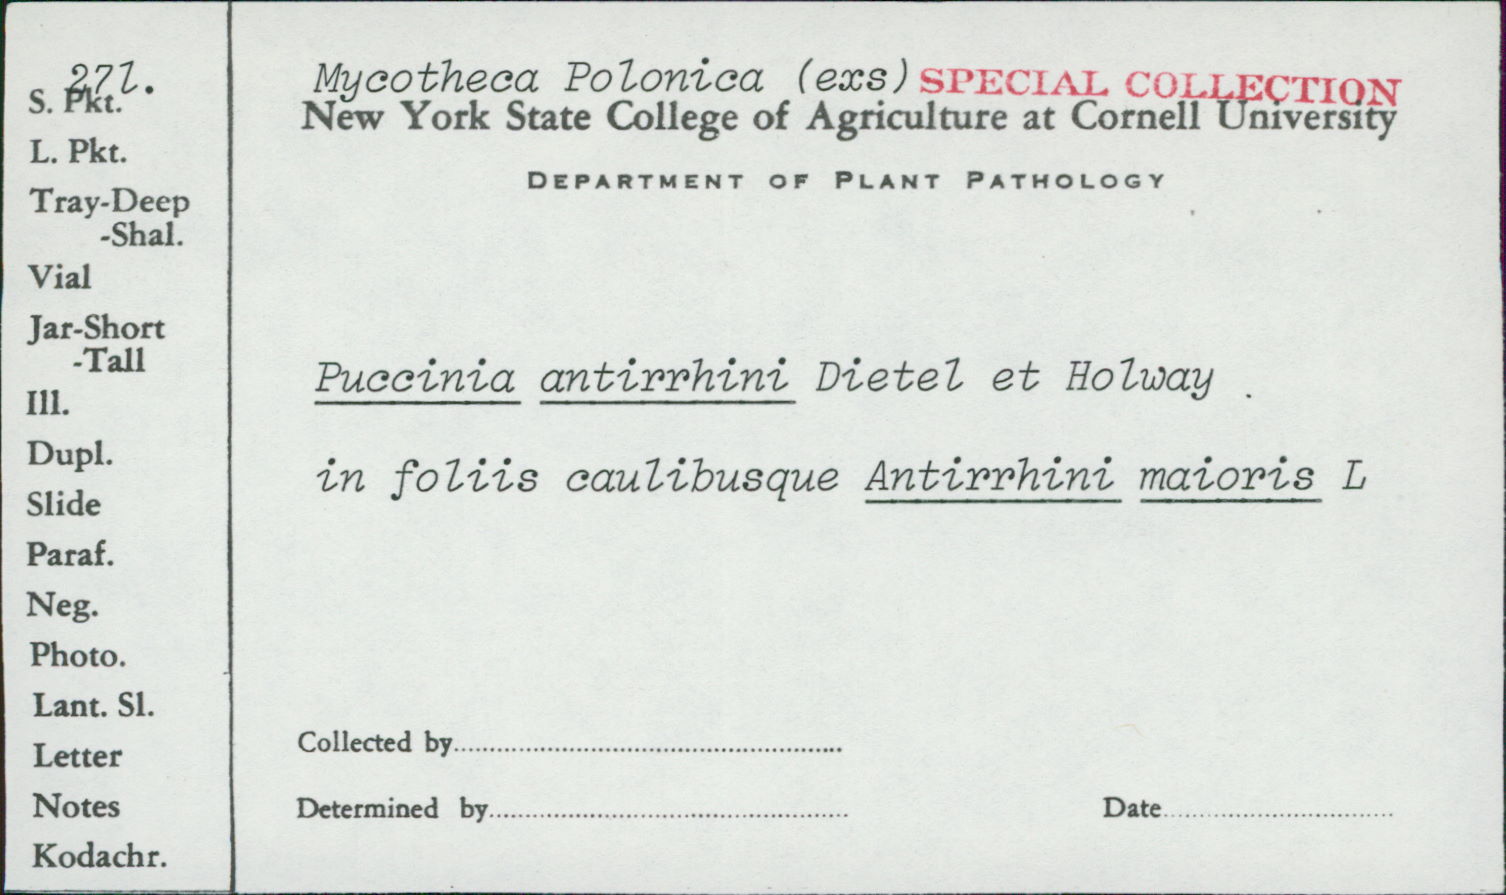 271.
S. Pkt.
L. Pkt.
Tray-Deep
-Shal.
Vial
Jar-Short
-Tall
Ill.
Dupl.
Slide
Paraf.
Neg.
Photo.
Lant. Sl.
Letter
Notes
Kodachr.
Mycotheca Polonica (exs) SPECIAL COLLECTION
New York State College of Agriculture at Cornell University
DEPARTMENT OF PLANT PATHOLOGY
Puccinia antirrhini Dietel et Holway .
in foliis caulibusque Antirrhini maioris L
Collected by
Determined by
Date